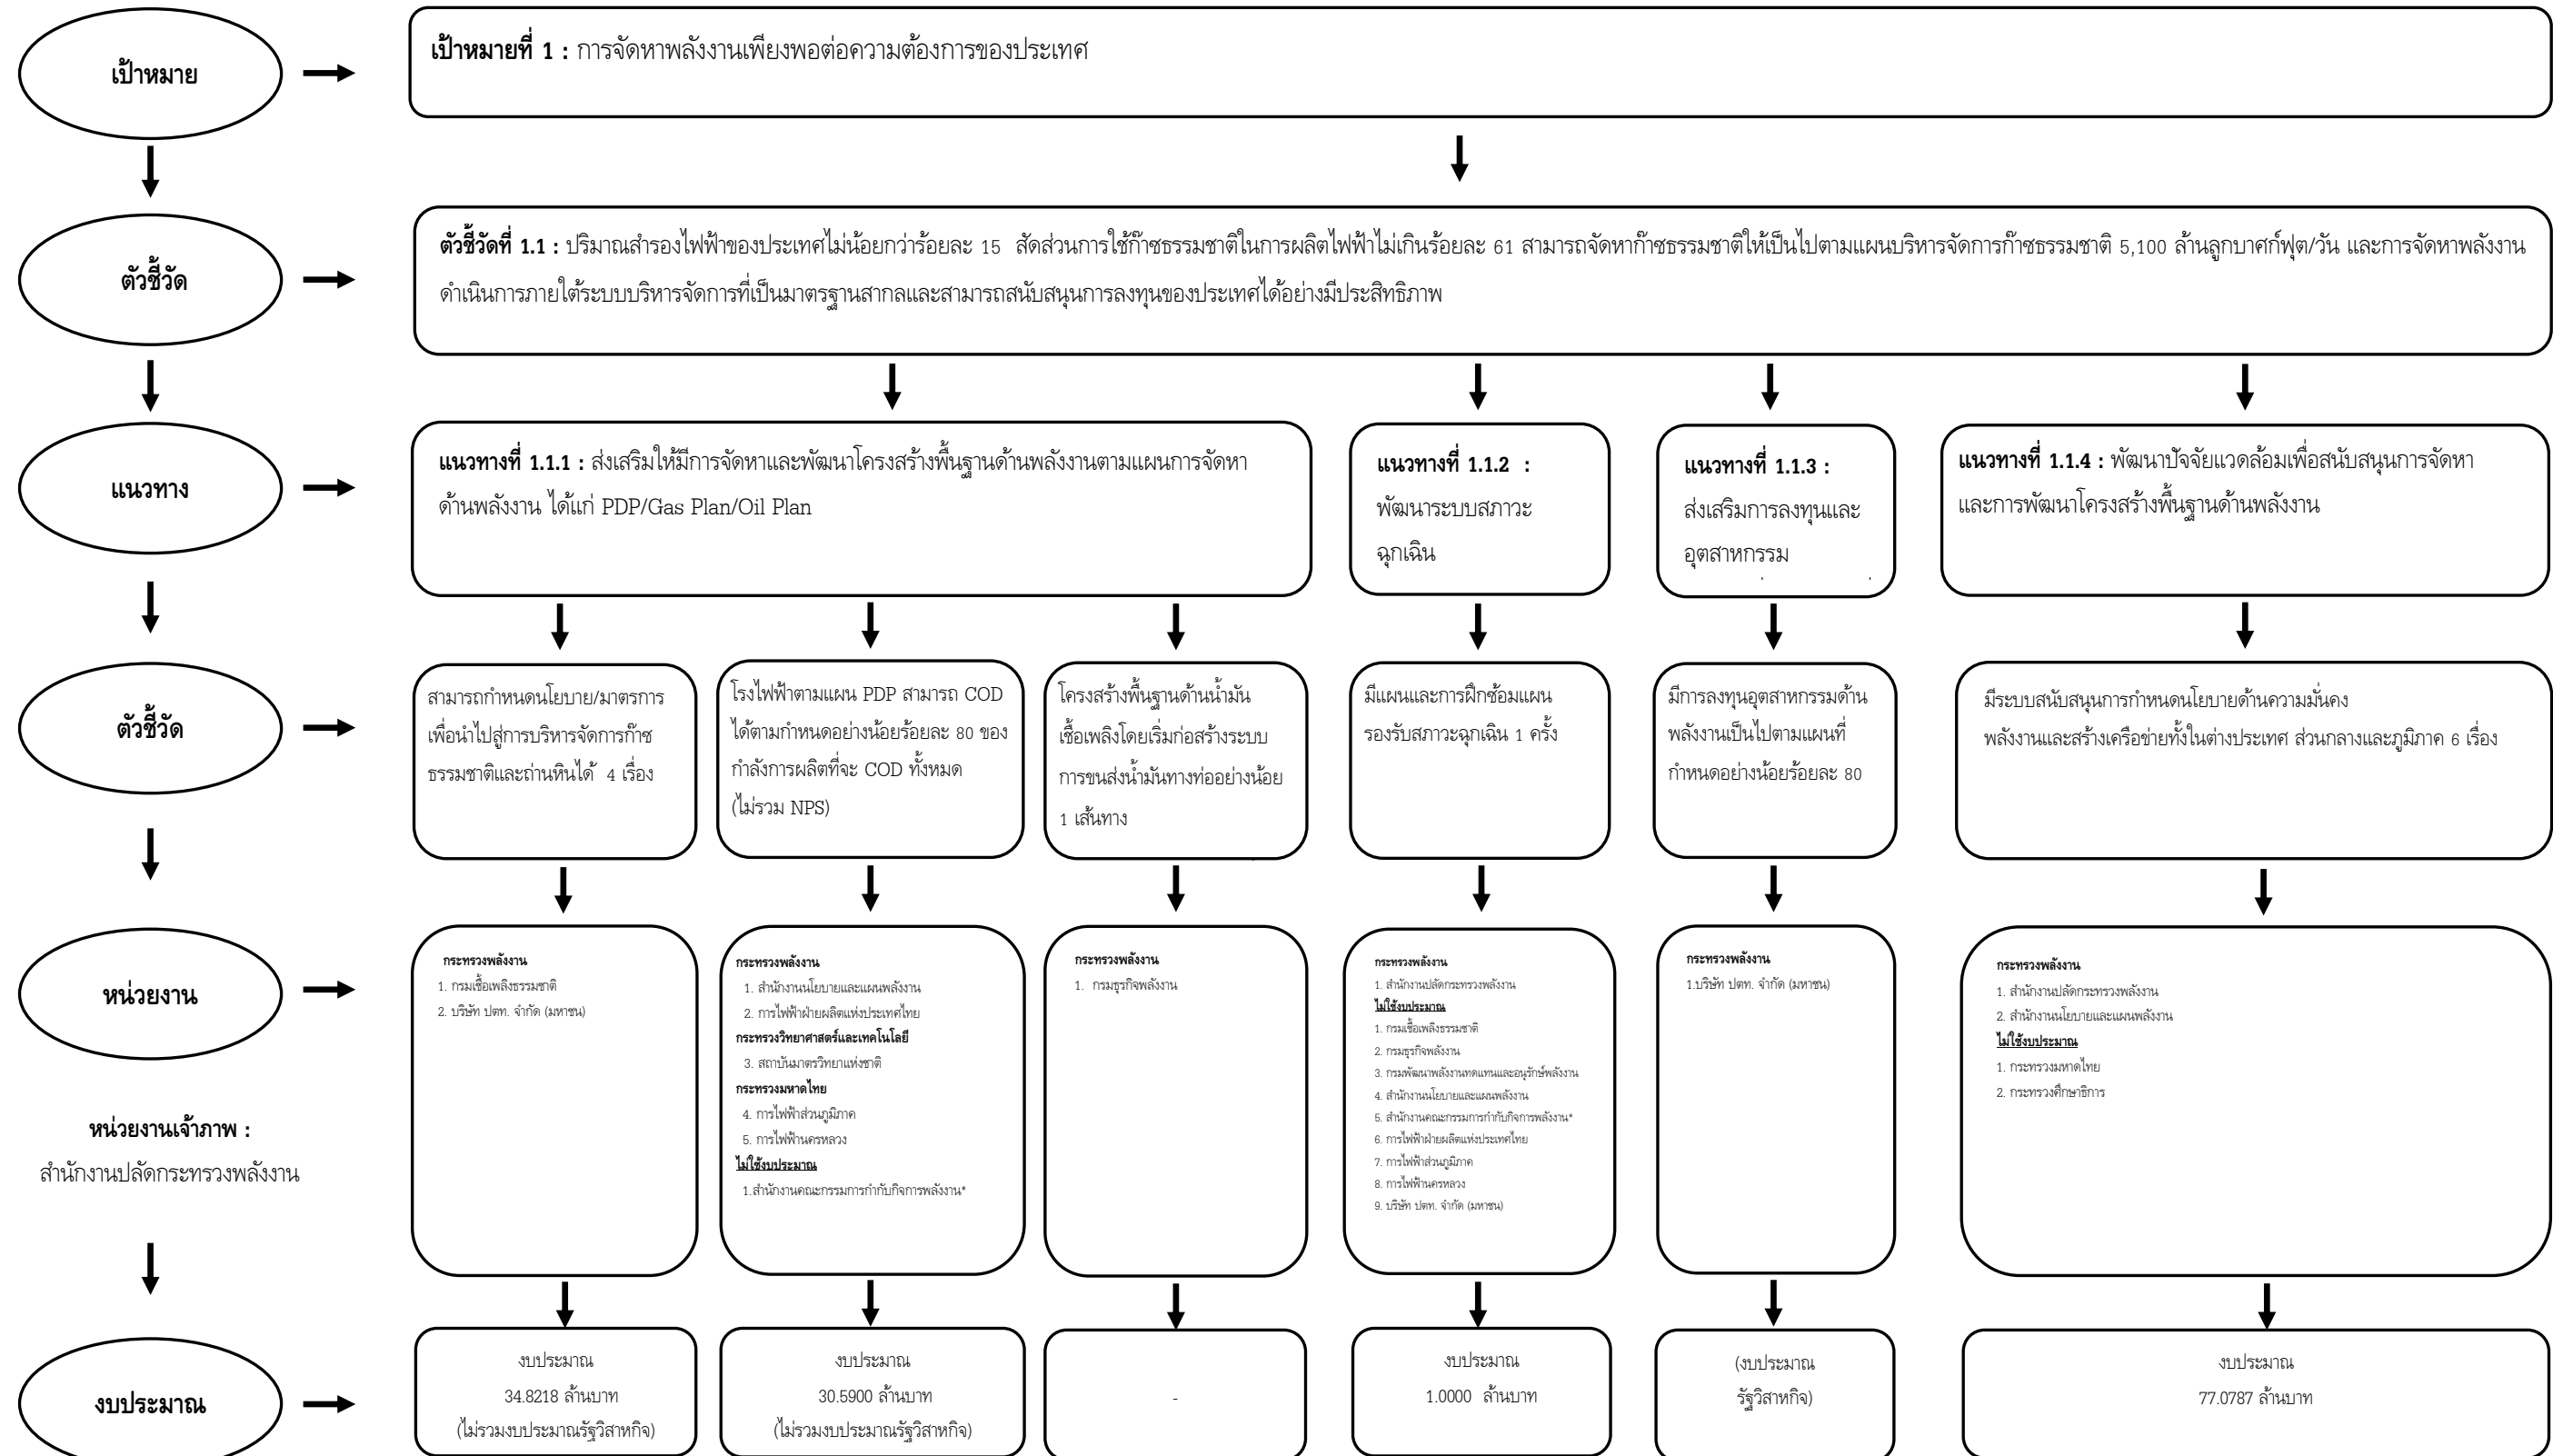 เป้าหมาย
เป้าหมายที่ 1 : การจัดหาพลังงานเพียงพอต่อความต้องการของประเทศ
ตัวชี้วัด
ตัวชี้วัดที่ 1.1 : ปริมาณสำรองไฟฟ้าของประเทศไม่น้อยกว่าร้อยละ 15 สัดส่วนการใช้ก๊าซธรรมชาติในการผลิตไฟฟ้าไม่เกินร้อยละ 61 สามารถจัดหาก๊าซธรรมชาติให้เป็นไปตามแผนบริหารจัดการก๊าซธรรมชาติ 5,100 ล้านลูกบาศก์ฟุต/วัน และการจัดหาพลังงาน
ดำเนินการภายใต้ระบบบริหารจัดการที่เป็นมาตรฐานสากลและสามารถสนับสนุนการลงทุนของประเทศได้อย่างมีประสิทธิภาพ
แนวทาง
แนวทางที่ 1.1.1 : ส่งเสริมให้มีการจัดหาและพัฒนาโครงสร้างพื้นฐานด้านพลังงานตามแผนการจัดหา
ด้านพลังงาน ได้แก่ PDP/Gas Plan/Oil Plan
แนวทางที่ 1.1.2 :
พัฒนาระบบสภาวะ
ฉุกเฉิน
แนวทางที่ 1.1.3 :
ส่งเสริมการลงทุนและ
อุตสาหกรรม
แนวทางที่ 1.1.4 : พัฒนาปัจจัยแวดล้อมเพื่อสนับสนุนการจัดหา
และการพัฒนาโครงสร้างพื้นฐานด้านพลังงาน
ตัวชี้วัด
สามารถกำหนดนโยบาย/มาตรการ
เพื่อนำไปสู่การบริหารจัดการก๊าซ
ธรรมชาติและถ่านหินได้ 4 เรื่อง
โรงไฟฟ้าตามแผน PDP สามารถ COD
ได้ตามกำหนดอย่างน้อยร้อยละ 80 ของ
กำลังการผลิตที่จะ COD ทั้งหมด
(ไม่รวม NPS)
โครงสร้างพื้นฐานด้านน้ำมัน
เชื้อเพลิงโดยเริ่มก่อสร้างระบบ
การขนส่งน้ำมันทางท่ออย่างน้อย
1 เส้นทาง
มีแผนและการฝึกซ้อมแผน
รองรับสภาวะฉุกเฉิน 1 ครั้ง
มีการลงทุนอุตสาหกรรมด้าน
พลังงานเป็นไปตามแผนที่
กำหนดอย่างน้อยร้อยละ 80
มีระบบสนับสนุนการกำหนดนโยบายด้านความมั่นคง
พลังงานและสร้างเครือข่ายทั้งในต่างประเทศ ส่วนกลางและภูมิภาค 6 เรื่อง
หน่วยงาน
หน่วยงานเจ้าภาพ :
สำนักงานปลัดกระทรวงพลังงาน
กระทรวงพลังงาน
1. กรมเชื้อเพลิงธรรมชาติ
2. บริษัท ปตท. จำกัด (มหาชน)
กระทรวงพลังงาน
1. สำนักงานนโยบายและแผนพลังงาน
2. การไฟฟ้าฝ่ายผลิตแห่งประเทศไทย
กระทรวงวิทยาศาสตร์และเทคโนโลยี
3. สถาบันมาตรวิทยาแห่งชาติ
กระทรวงมหาดไทย
4. การไฟฟ้าส่วนภูมิภาค
5. การไฟฟ้านครหลวง
ไม่ใช้งบประมาณ
1.สำนักงานคณะกรรมการกำกับกิจการพลังงาน*
กระทรวงพลังงาน
1. กรมธุรกิจพลังงาน
กระทรวงพลังงาน
1. สำนักงานปลัดกระทรวงพลังงาน
ไม่ใช้งบประมาณ
1. กรมเชื้อเพลิงธรรมชาติ
2. กรมธุรกิจพลังงาน
3. กรมพัฒนาพลังงานทดแทนและอนุรักษ์พลังงาน
4. สำนักงานนโยบายและแผนพลังงาน
5. สำนักงานคณะกรรมการกำกับกิจการพลังงาน*
6. การไฟฟ้าฝ่ายผลิตแห่งประเทศไทย
7. การไฟฟ้าส่วนภูมิภาค
8. การไฟฟ้านครหลวง
9. บริษัท ปตท. จำกัด (มหาชน)
กระทรวงพลังงาน
1.บริษัท ปตท. จำกัด (มหาชน)
กระทรวงพลังงาน
1. สำนักงานปลัดกระทรวงพลังงาน
2. สำนักงานนโยบายและแผนพลังงาน
ไม่ใช้งบประมาณ
1. กระทรวงมหาดไทย
2. กระทรวงศึกษาธิการ
งบประมาณ
งบประมาณ
34.8218 ล้านบาท
(ไม่รวมงบประมาณรัฐวิสาหกิจ)
งบประมาณ
30.5900 ล้านบาท
(ไม่รวมงบประมาณรัฐวิสาหกิจ)
-
งบประมาณ
1.0000 ล้านบาท
(งบประมาณ
รัฐวิสาหกิจ)
งบประมาณ
77.0787 ล้านบาท